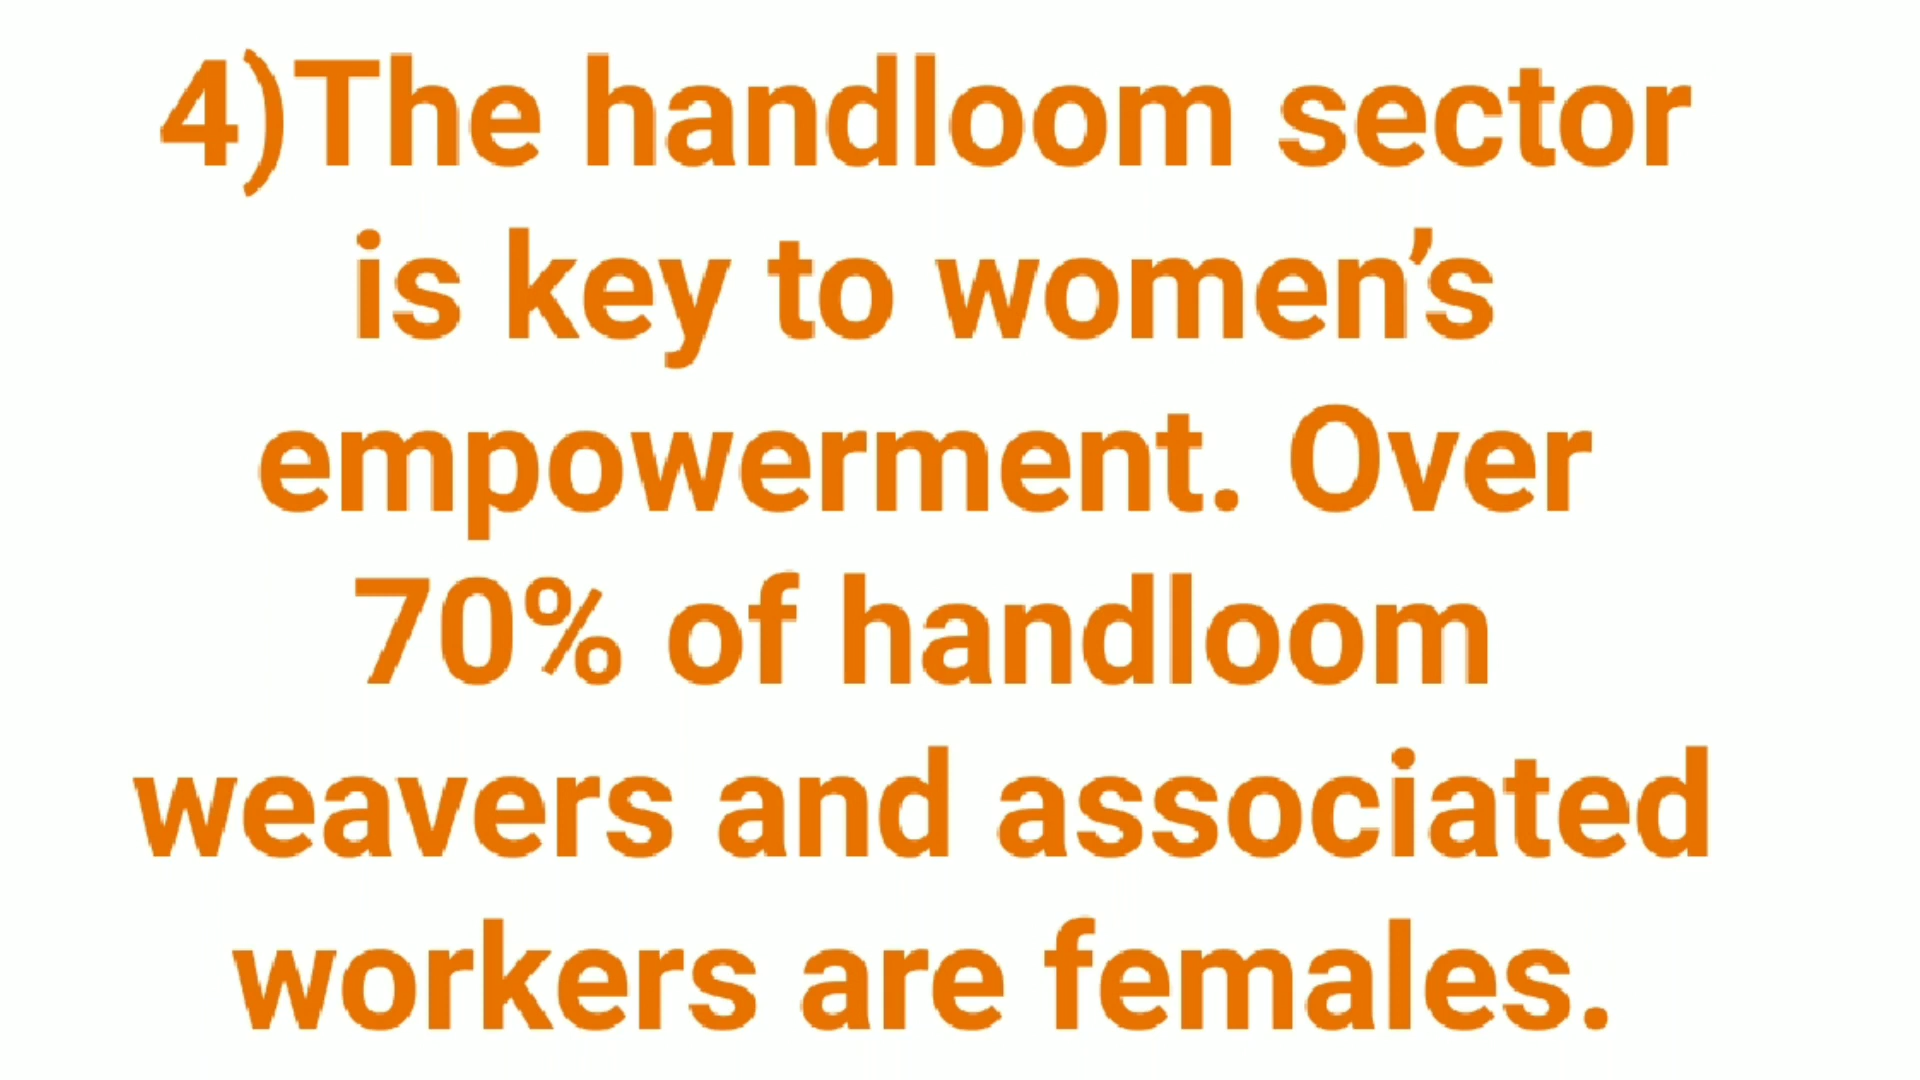 4)The handloom sector
is key to women’s
empowerment. Over
70% of handloom
weavers and associated
workers are females.